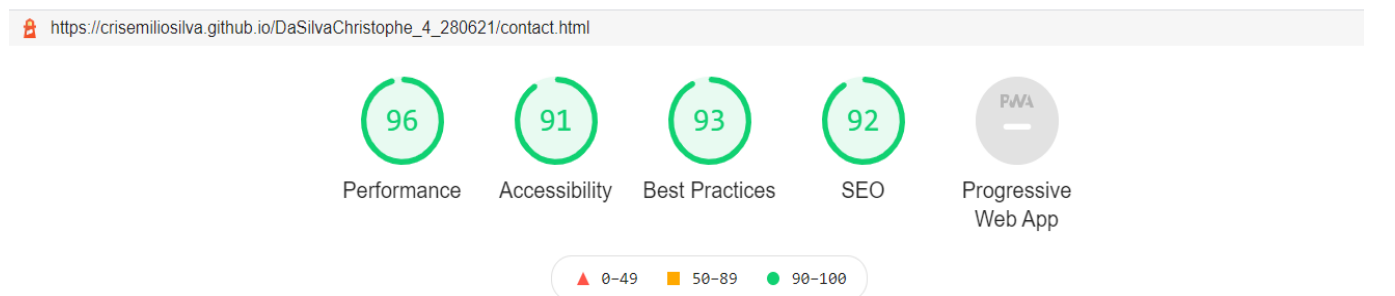 https://crisemiliosilva.github.io/DaSilvaChristophe_4_280621/contact.html
96 91 93 92 PWA
Performance Accessibility Best Practices SEO Progressive
Web App
0–49 50–89 90–100